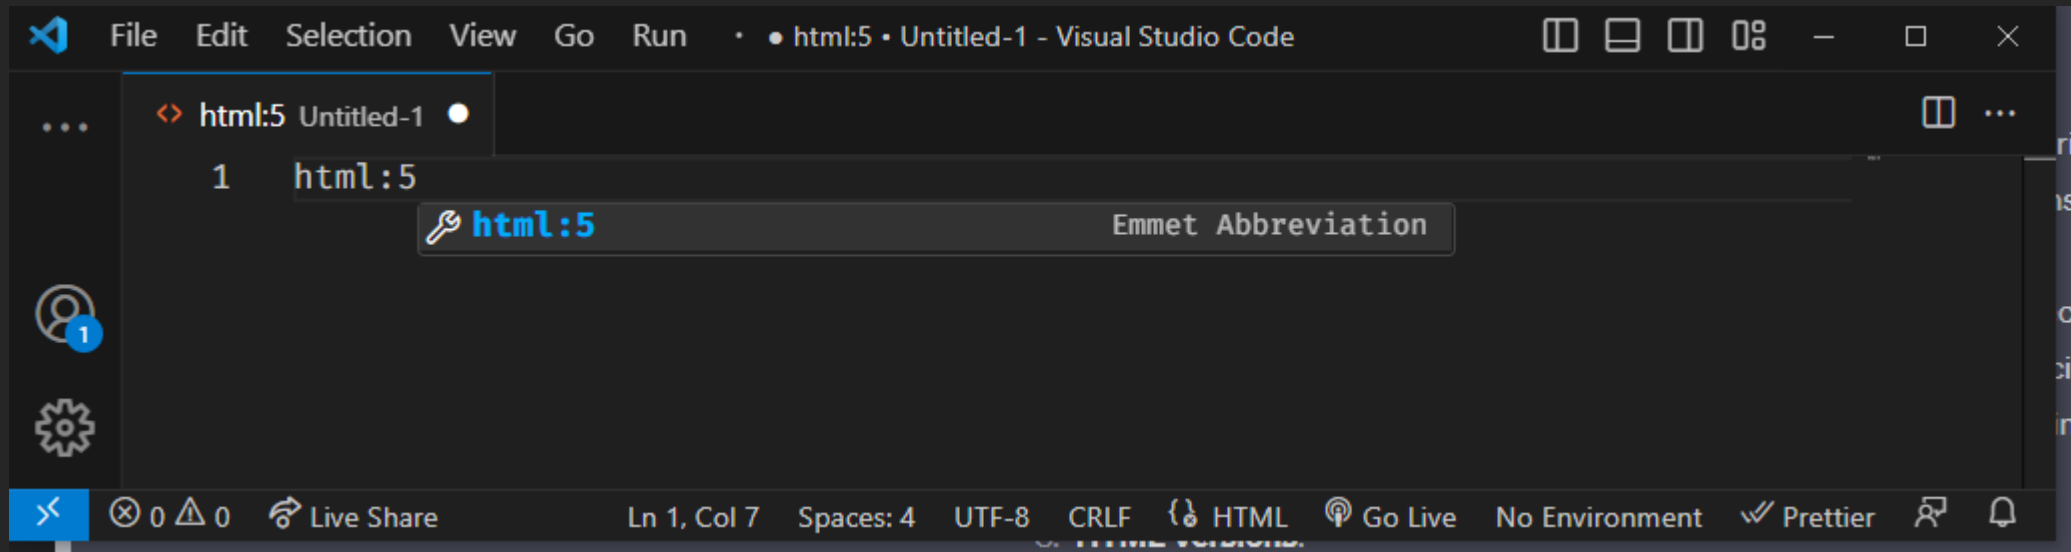 File Edit Selection View Go Run · ● html:5 • Untitled-1 - Visual Studio Code
<> html:5 Untitled-1 ●
1 html:5
html:5 Emmet Abbreviation
1
0 0 Live Share Ln 1, Col 7 Spaces: 4 UTF-8 CRLF HTML Go Live No Environment Prettier